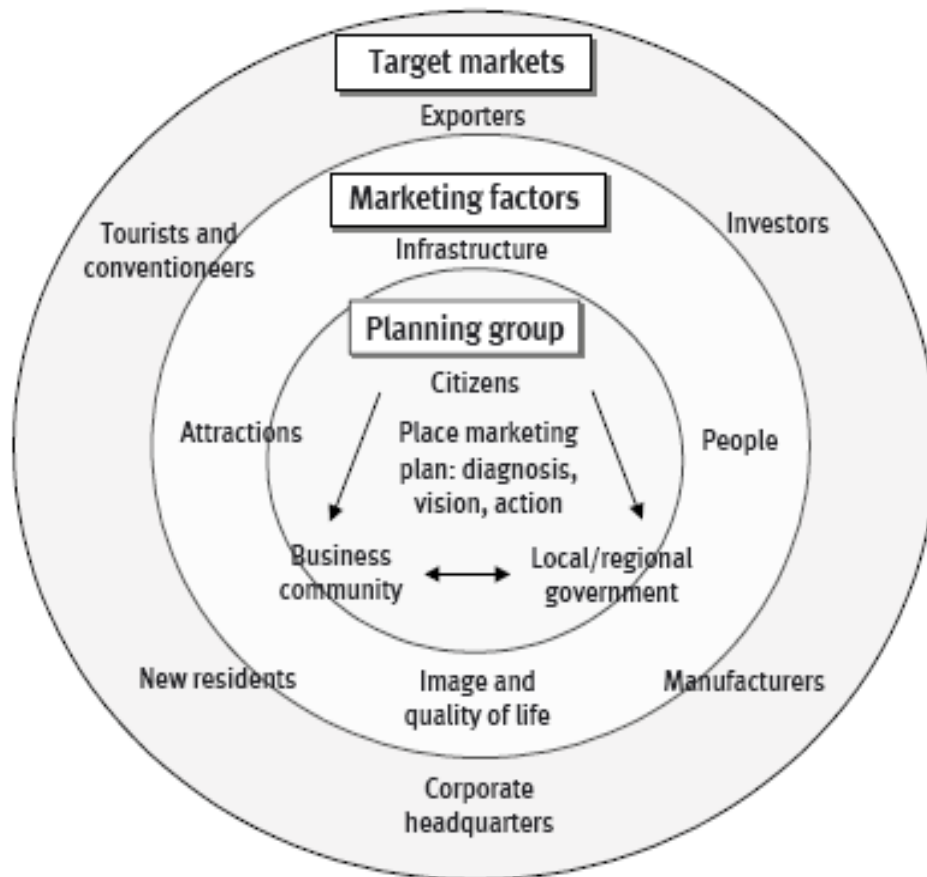 Target markets
Exporters
Marketing factors
Investors
Tourists and
conventioneers
Infrastructure
Planning group
Citizens
Attractions
Place marketing
plan: diagnosis,
vision, action
People
Business
community
Local/regional
government
New residents
Image and
quality of life
Manufacturers
Corporate
headquarters